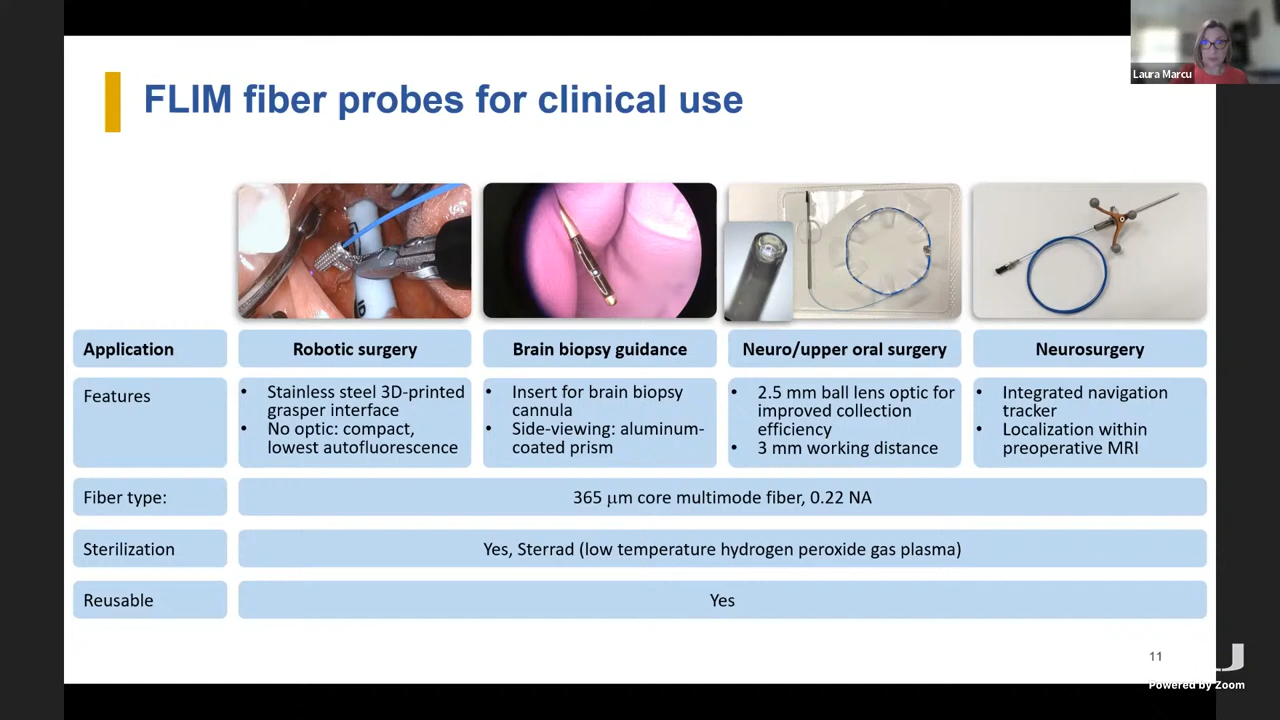 Laura Marcu
FLIM fiber probes for clinical use
Application
Robotic surgery
Brain biopsy guidance
Neuro/upper oral surgery
Neurosurgery
Features
• Stainless steel 3D-printed
grasper interface
• No optic: compact,
lowest autofluorescence
• Insert for brain biopsy
cannula
• Side-viewing: aluminum-
coated prism
• 2.5 mm ball lens optic for
improved collection
efficiency
• 3 mm working distance
• Integrated navigation
tracker
• Localization within
preoperative MRI
Fiber type:
365 μm core multimode fiber, 0.22 NA
Sterilization
Yes, Sterrad (low temperature hydrogen peroxide gas plasma)
Reusable
Yes
11
Powered by Zoom